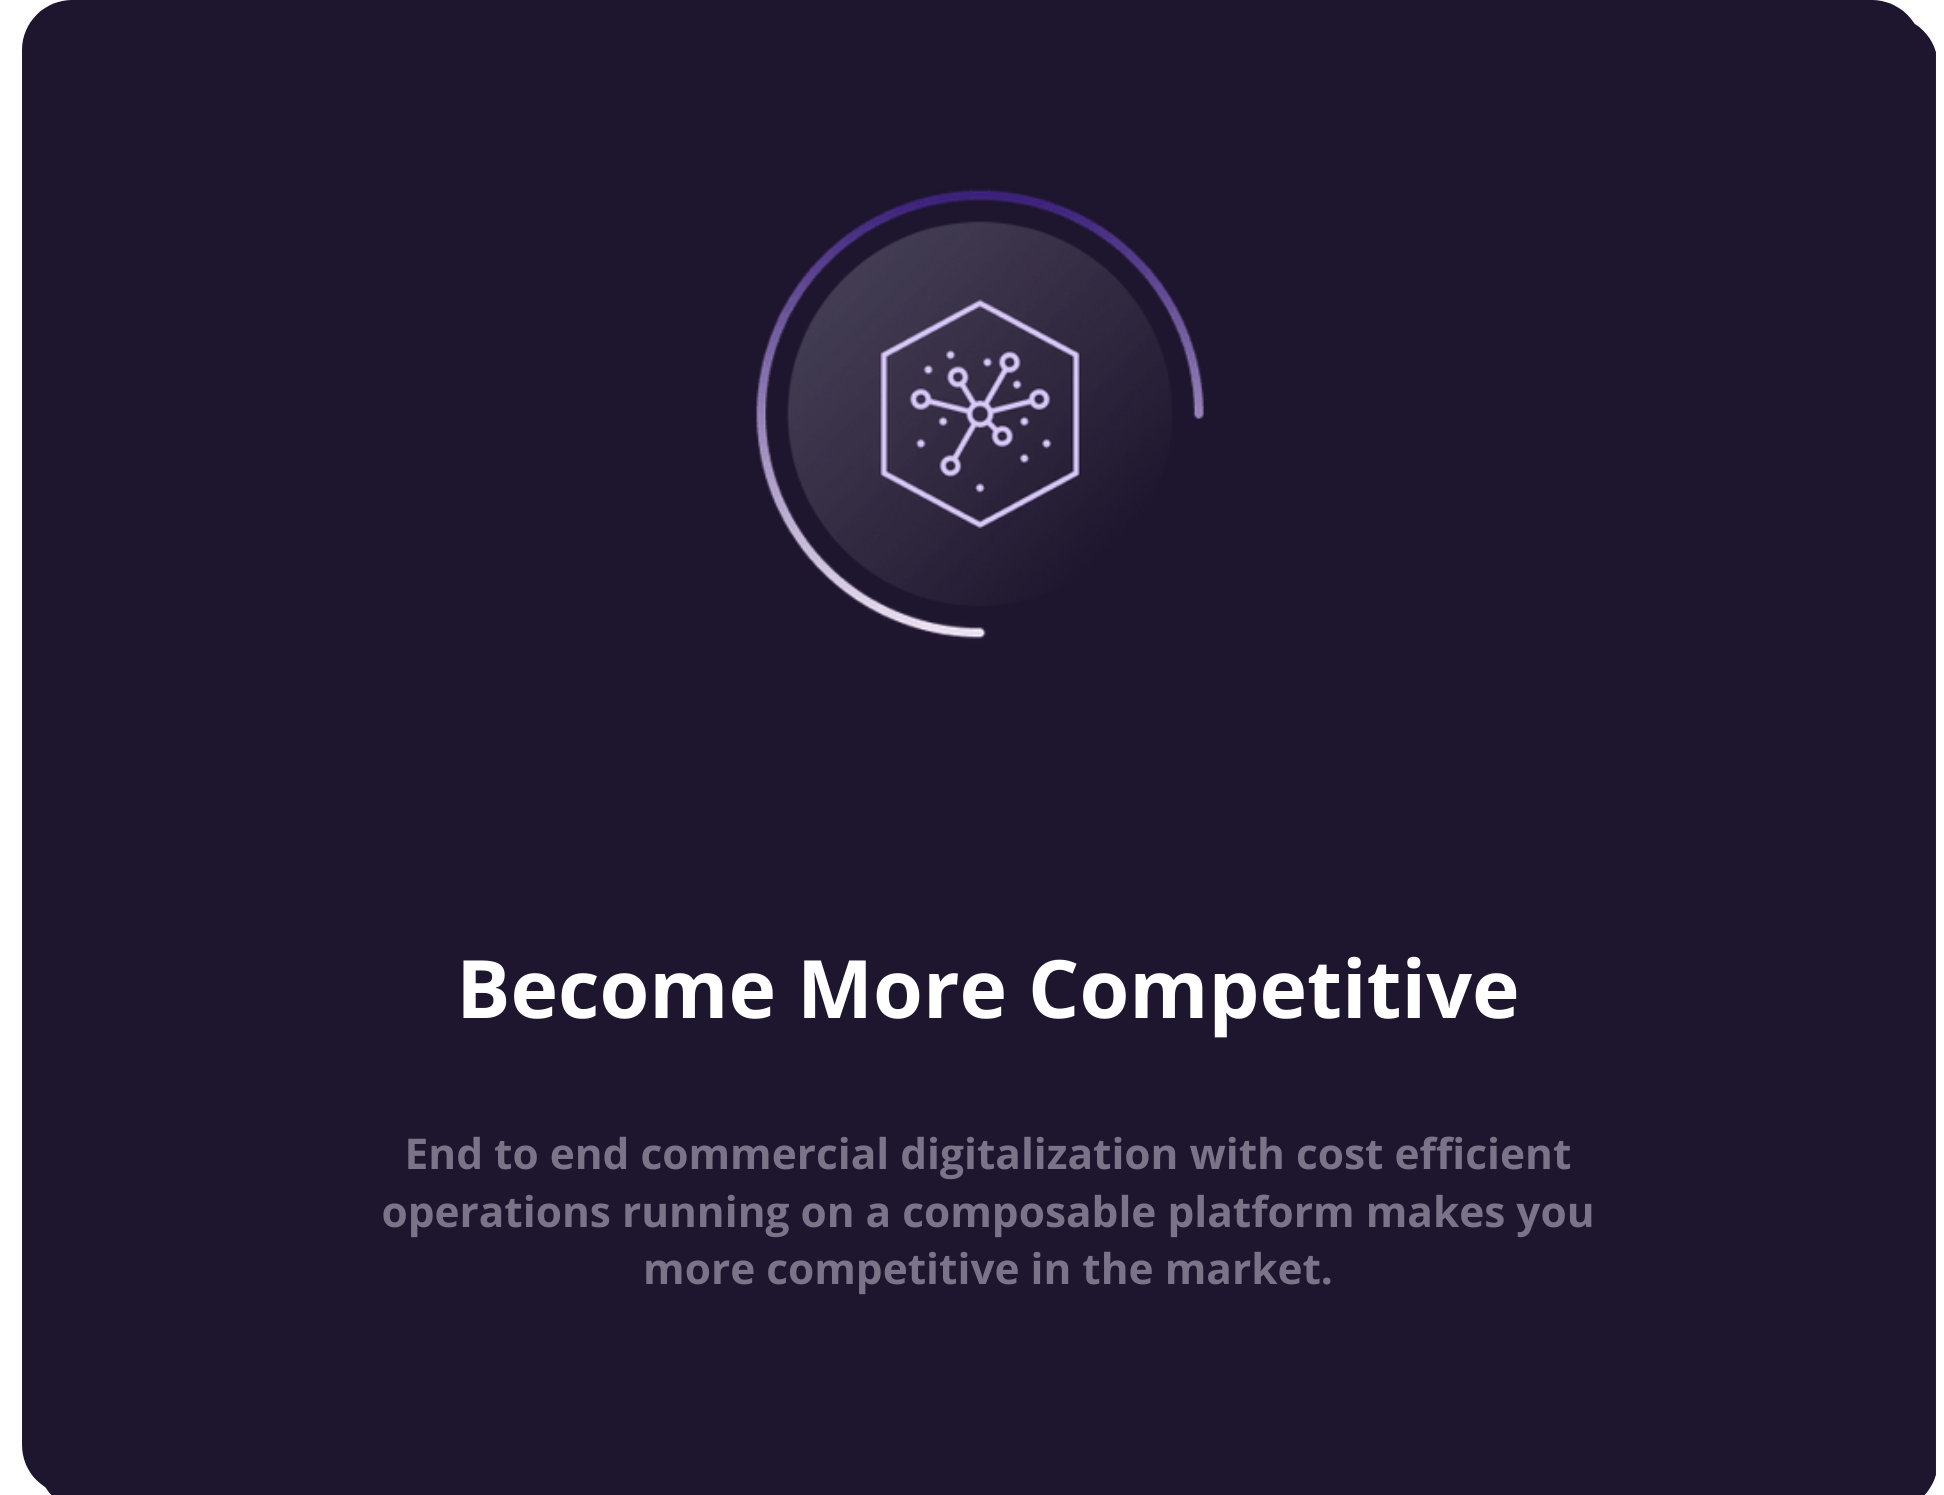 Become More Competitive
End to end commercial digitalization with cost efficient
operations running on a composable platform makes you
more competitive in the market.